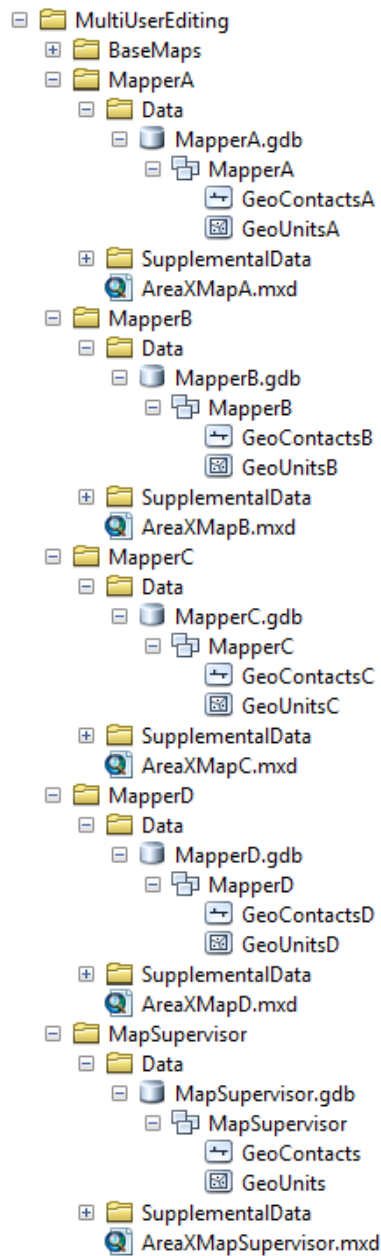 MultiUserEditing
BaseMaps
MapperA
Data
MapperA.gdb
MapperA
GeoContactsA
GeoUnitsA
SupplementalData
AreaXMapA.mxd
MapperB
Data
MapperB.gdb
MapperB
GeoContactsB
GeoUnitsB
SupplementalData
AreaXMapB.mxd
MapperC
Data
MapperC.gdb
MapperC
GeoContactsC
GeoUnitsC
SupplementalData
AreaXMapC.mxd
MapperD
Data
MapperD.gdb
MapperD
GeoContactsD
GeoUnitsD
SupplementalData
AreaXMapD.mxd
MapSupervisor
Data
MapSupervisor.gdb
MapSupervisor
GeoContacts
GeoUnits
SupplementalData
AreaXMapSupervisor.mxd